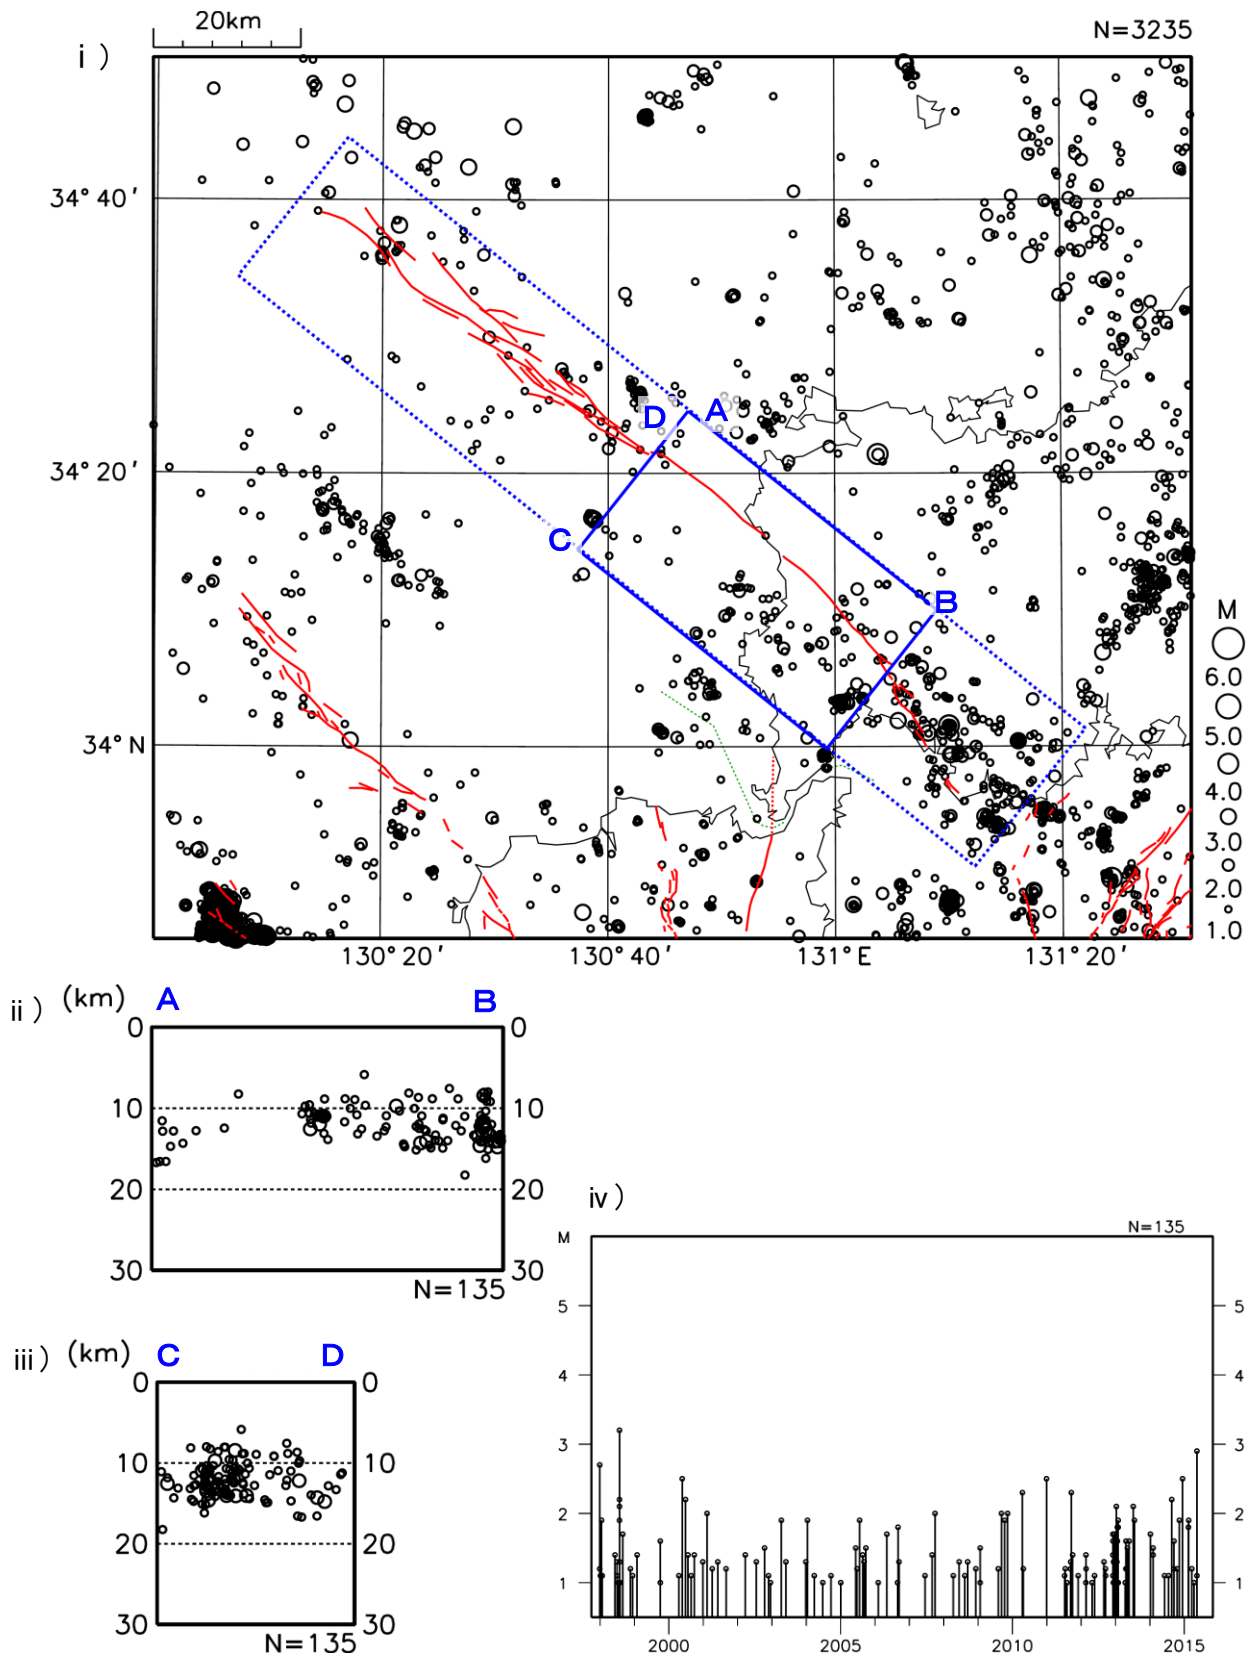 20km
N=3235
i )
34° 40′
34° 20′
34° N
130° 20′
130° 40′
131° E
131° 20′
A
D
C
B
M
6.0
5.0
4.0
3.0
2.0
1.0
ii )
(km)
A
B
0
0
10
10
20
20
30
30
N=135
iii )
(km)
C
D
0
0
10
10
20
20
30
30
N=135
iv )
M
N=135
5
5
4
4
3
3
2
2
1
1
2000
2005
2010
2015